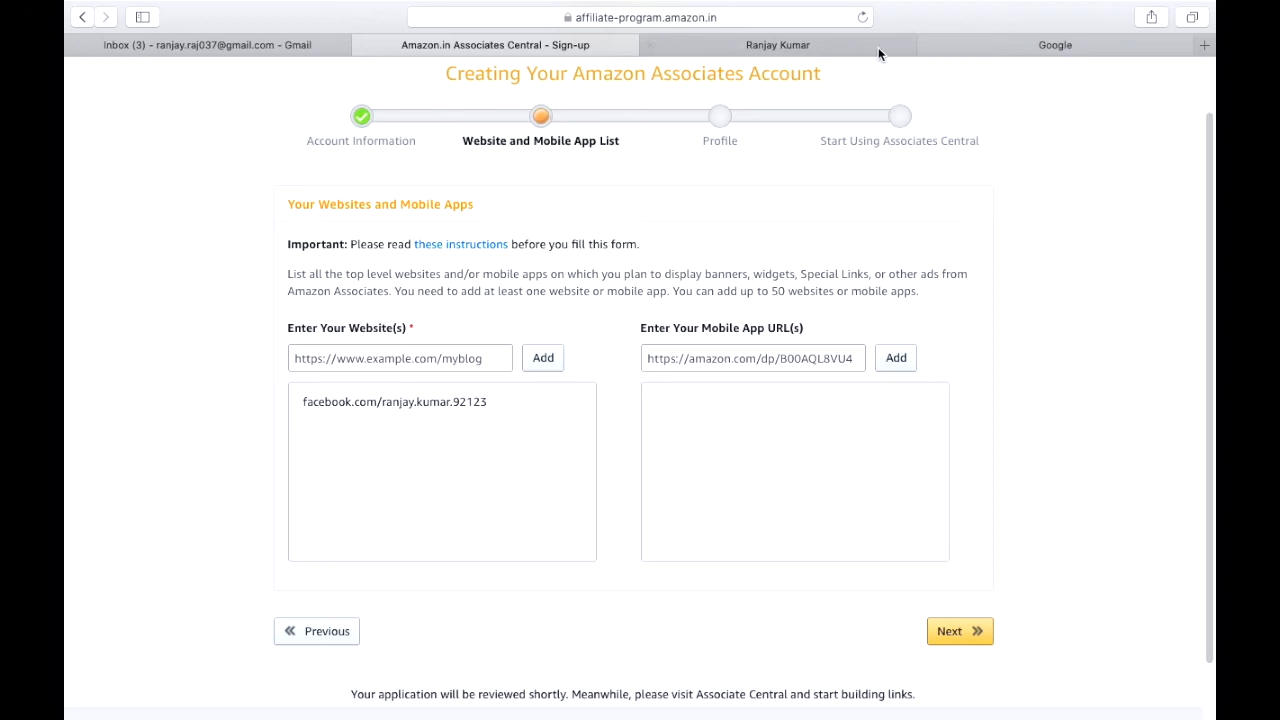 affiliate-program.amazon.in
Inbox (3) - ranjay.raj037@gmail.com - Gmail
Amazon.in Associates Central - Sign-up
Ranjay Kumar
Google
Creating Your Amazon Associates Account
Account Information
Website and Mobile App List
Profile
Start Using Associates Central
Your Websites and Mobile Apps
Important: Please read these instructions before you fill this form.
List all the top level websites and/or mobile apps on which you plan to display banners, widgets, Special Links, or other ads from
Amazon Associates. You need to add at least one website or mobile app. You can add up to 50 websites or mobile apps.
Enter Your Website(s) *
Enter Your Mobile App URL(s)
https://www.example.com/myblog
Add
https://amazon.com/dp/B00AQL8VU4
Add
facebook.com/ranjay.kumar.92123
Previous
Next
Your application will be reviewed shortly. Meanwhile, please visit Associate Central and start building links.